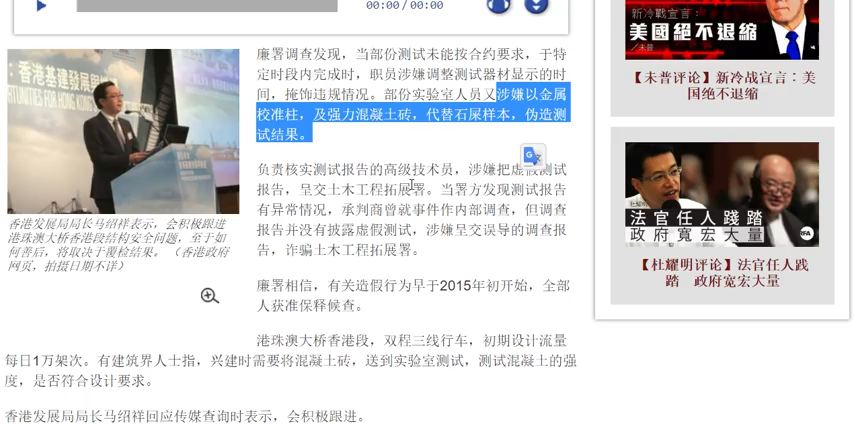 00:00 / 00:00
廉署调查发现，当部份测试未能按合约要求，于特
定时段内完成时，职员涉嫌调整测试器材显示的时
间，掩饰违规情况。部份实验室人员又涉嫌以金属
校准柱，及强力混凝土砖，代替石屎样本，伪造测
试结果。
负责核实测试报告的高级技术员，涉嫌把虚假测试
报告，呈交土木工程拓展署。当署方发现测试报告
有异常情况，承判商曾就事件作内部调查，但调查
报告并没有披露虚假测试，涉嫌呈交误导的调查报
告，诈骗土木工程拓展署。
香港发展局局长马绍祥表示，会积极跟进
港珠澳大桥香港段结构安全问题，至于如
何善后，将取决于覆检结果。（香港政府
网页，拍摄日期不详）
廉署相信，有关造假行为早于2015年初开始，全部
人获准保释候查。
港珠澳大桥香港段，双程三线行车，初期设计流量
每日1万架次。有建筑界人士指，兴建时需要将混凝土砖，送到实验室测试，测试混凝土的强
度，是否符合设计要求。
香港发展局局长马绍祥回应传媒查询时表示，会积极跟进。
新冷戰宣言：
美國絕不退縮
/未普
【未普评论】新冷战宣言：美
国绝不退缩
杜耀明
法官任人踐踏
政府寬宏大量
RFA
【杜耀明评论】法官任人践
踏　政府宽宏大量